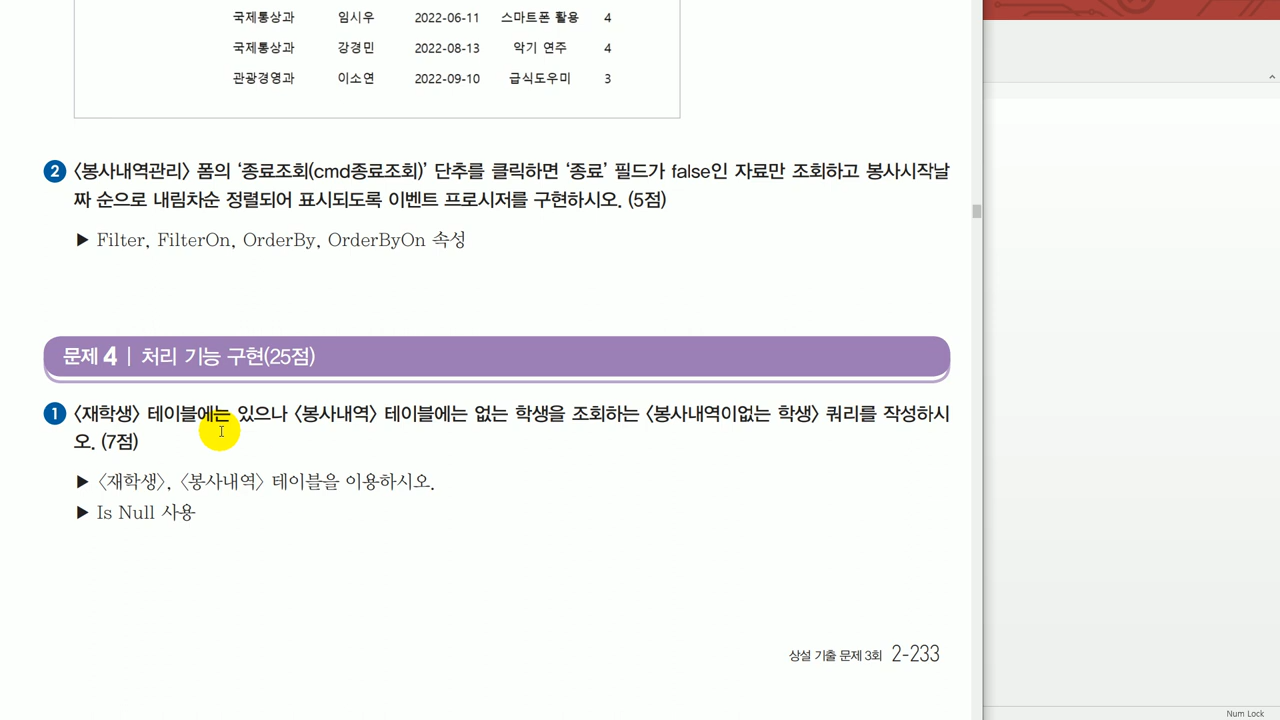 국제통상과 임시우 2022-06-11 스마트폰 활용 4
국제통상과 강경민 2022-08-13 악기 연주 4
관광경영과 이소연 2022-09-10 급식도우미 3
2 〈봉사내역관리〉 폼의 ‘종료조회(cmd종료조회)’ 단추를 클릭하면 ‘종료’ 필드가 false인 자료만 조회하고 봉사시작날
짜 순으로 내림차순 정렬되어 표시되도록 이벤트 프로시저를 구현하시오. (5점)
▶ Filter, FilterOn, OrderBy, OrderByOn 속성
문제 4 | 처리 기능 구현(25점)
1 〈재학생〉 테이블에는 있으나 〈봉사내역〉 테이블에는 없는 학생을 조회하는 〈봉사내역이없는 학생〉 쿼리를 작성하시
오. (7점)
▶ 〈재학생〉, 〈봉사내역〉 테이블을 이용하시오.
▶ Is Null 사용
상설 기출 문제 3회 2-233
Num Lock